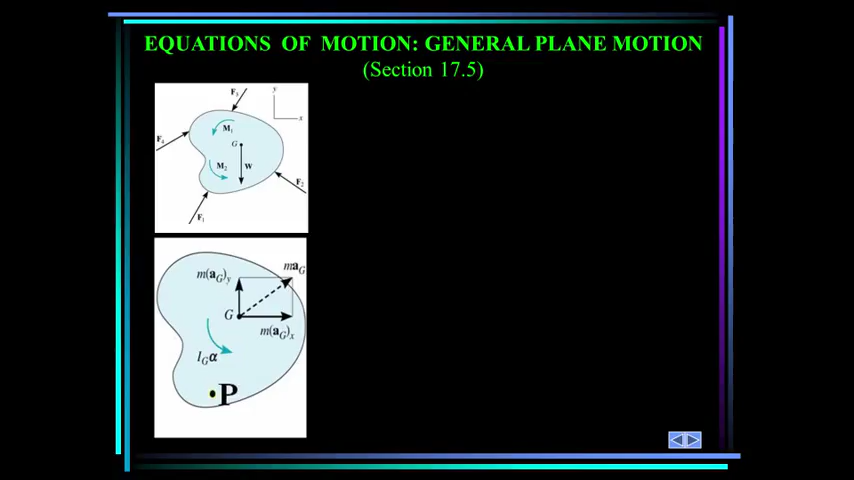 EQUATIONS OF MOTION: GENERAL PLANE MOTION
(Section 17.5)
F₃
y
x
M₁
F₄
G
M₂
W
F₂
F₁
maG
m(aG)y
G
m(aG)x
IGα
P